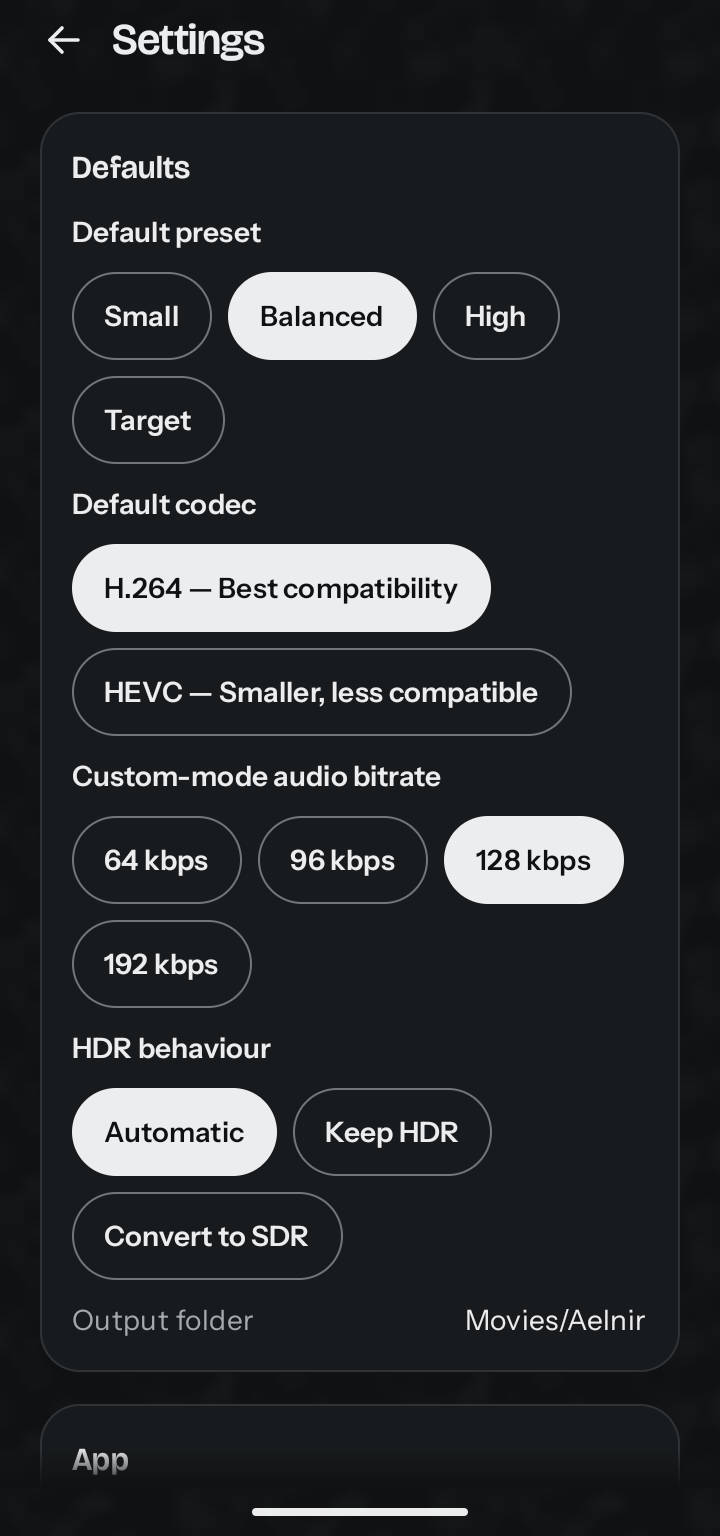 Settings
Defaults
Default preset
Small Balanced High
Target
Default codec
H.264 — Best compatibility
HEVC — Smaller, less compatible
Custom-mode audio bitrate
64 kbps 96 kbps 128 kbps
192 kbps
HDR behaviour
Automatic Keep HDR
Convert to SDR
Output folder Movies/Aelnir
App